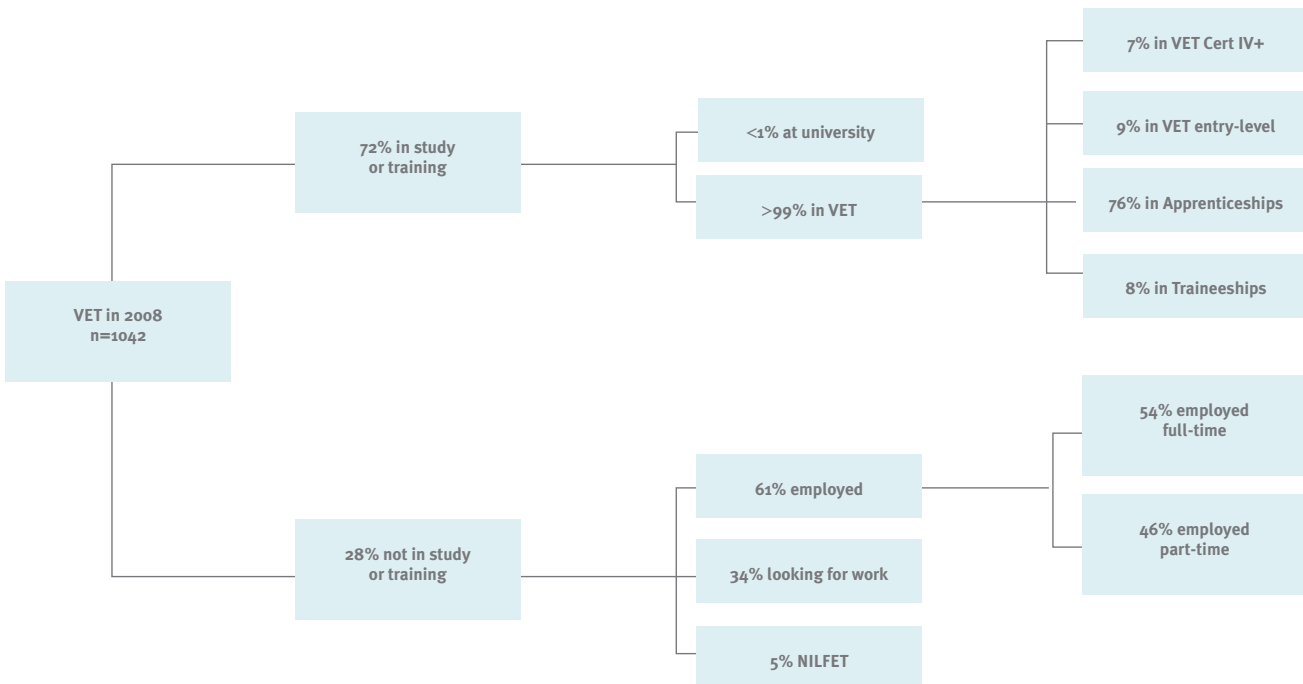 VET in 2008
n=1042
72% in study
or training
<1% at university
>99% in VET
7% in VET Cert IV+
9% in VET entry-level
76% in Apprenticeships
8% in Traineeships
28% not in study
or training
61% employed
34% looking for work
5% NILFET
54% employed
full-time
46% employed
part-time